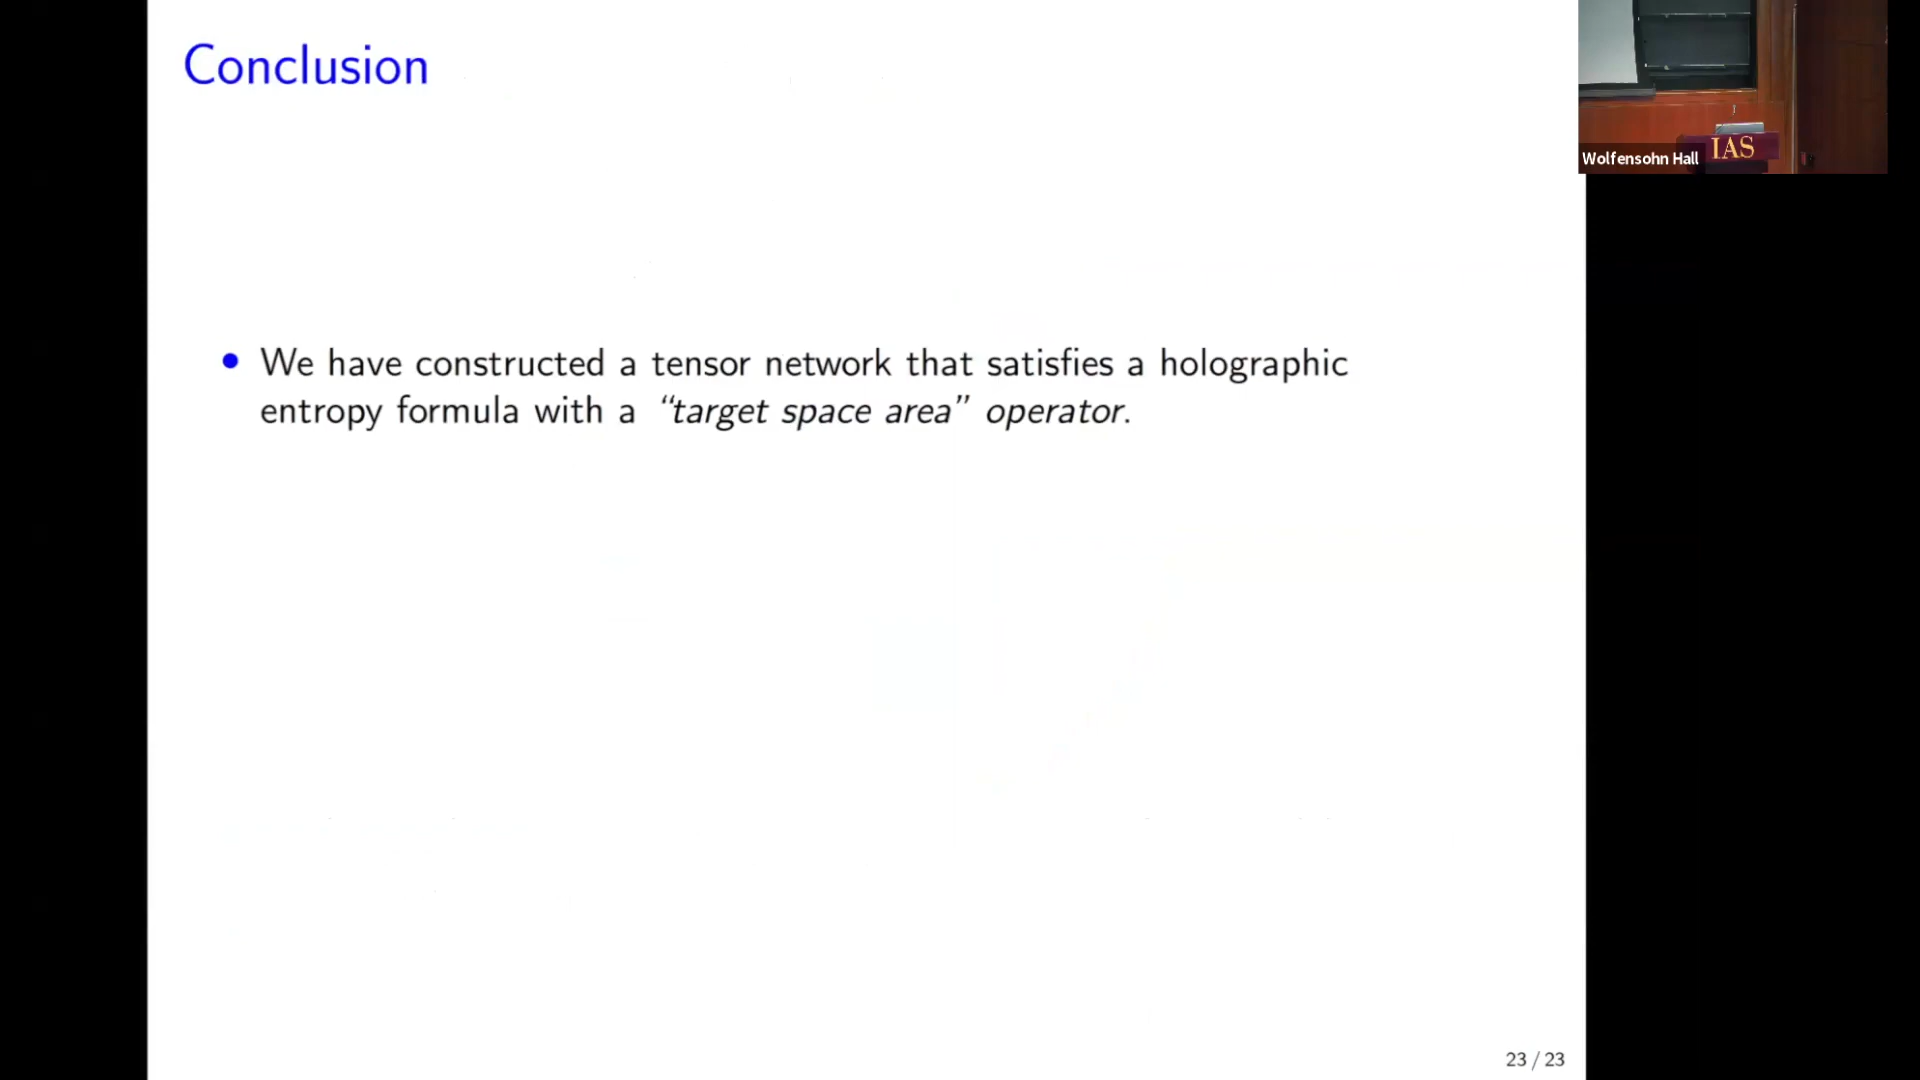 Conclusion
• We have constructed a tensor network that satisfies a holographic
entropy formula with a “target space area” operator.
23 / 23
Wolfensohn Hall
IAS